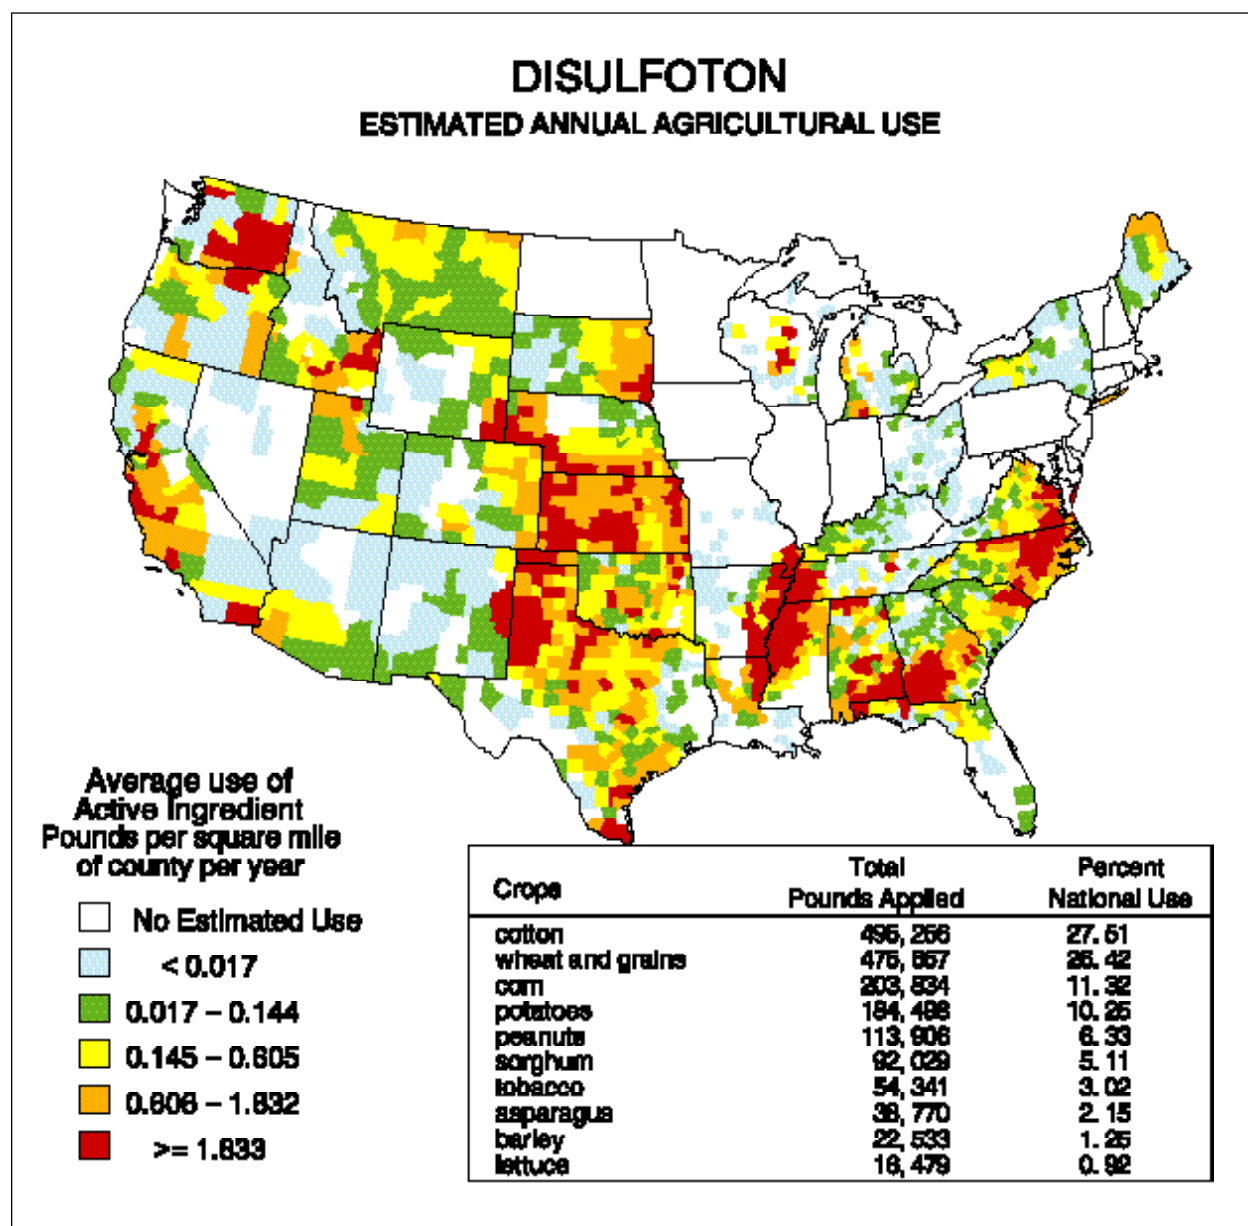 DISULFOTON
ESTIMATED ANNUAL AGRICULTURAL USE
Average use of
Active Ingredient
Pounds per square mile
of county per year
No Estimated Use
< 0.017
0.017 – 0.144
0.145 – 0.605
0.606 – 1.632
>= 1.633
Crops Total Pounds Applied Percent National Use
cotton 495, 256 27. 51
wheat and grains 26. 42
corn 203, 834 11. 32
potatoes 184, 498 10. 25
peanuts 113, 906 6. 33
sorghum 92, 029 5. 11
tobacco 54, 341 3. 02
asparagus 38, 770 2. 15
barley 22, 533 1. 25
lettuce 16, 479 0. 92